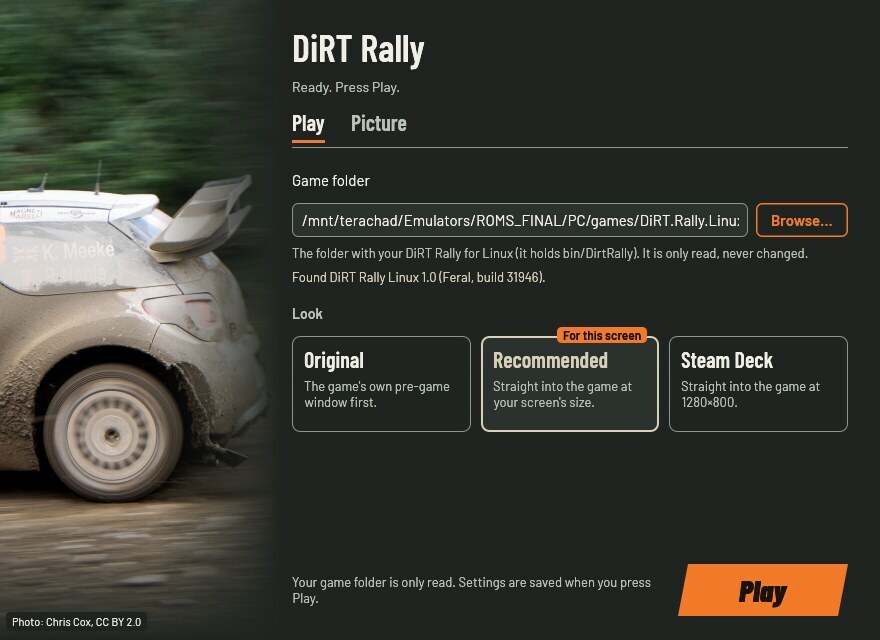 DiRT Rally
Ready. Press Play.
Play
Picture
Game folder
/mnt/terachad/Emulators/ROMS_FINAL/PC/games/DiRT.Rally.Linu
Browse...
The folder with your DiRT Rally for Linux (it holds bin/DirtRally). It is only read, never changed.
Found DiRT Rally Linux 1.0 (Feral, build 31946).
Look
For this screen
Original
The game's own pre-game
window first.
Recommended
Straight into the game at
your screen's size.
Steam Deck
Straight into the game at
1280×800.
Your game folder is only read. Settings are saved when you press
Play.
Play
MAGNETI
MARELLI
K. Meeke
Photo: Chris Cox, CC BY 2.0